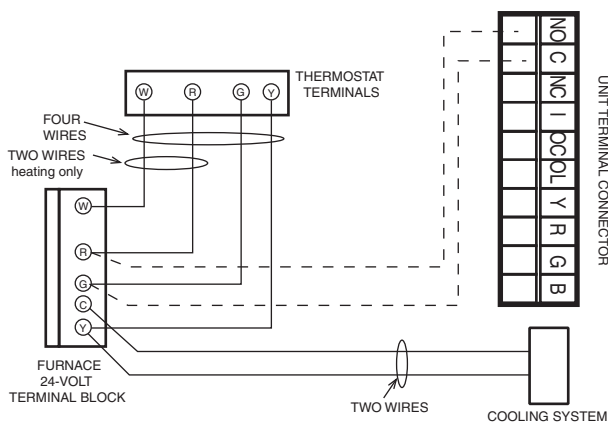 THERMOSTAT
TERMINALS
W
R
G
Y
FOUR
WIRES
TWO WIRES
heating only
W
R
G
C
Y
FURNACE
24-VOLT
TERMINAL BLOCK
TWO WIRES
COOLING SYSTEM
NO
C
NC
I
OC
OL
Y
R
G
B
UNIT TERMINAL CONNECTOR